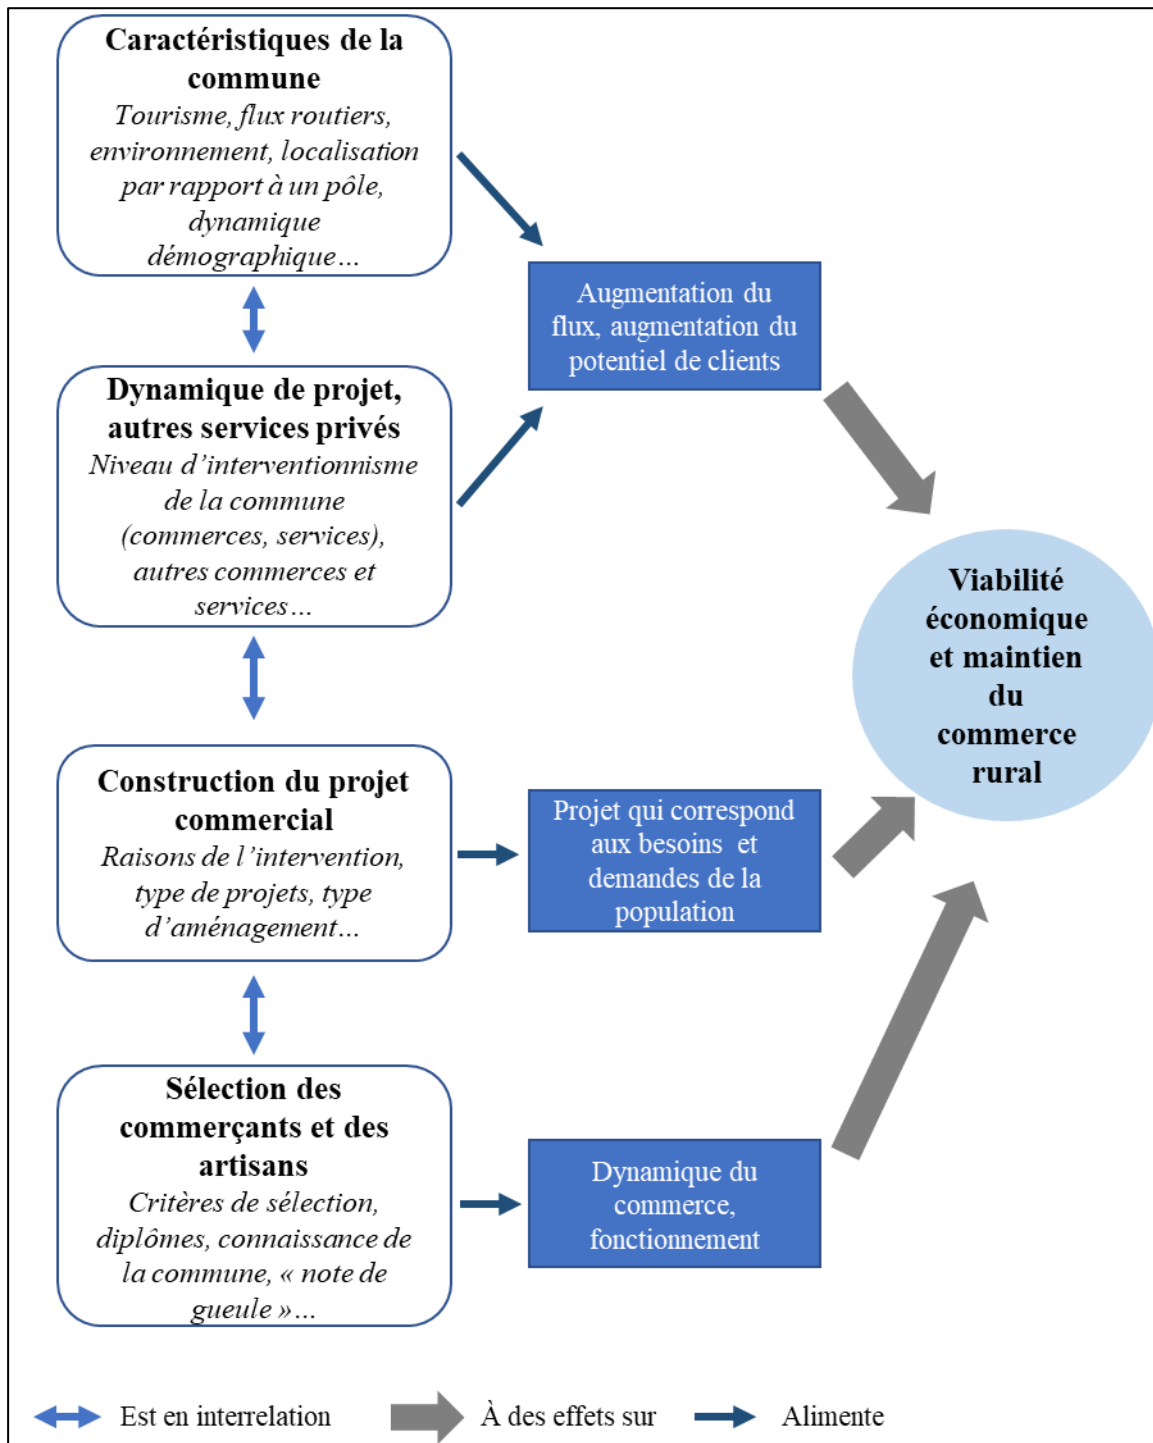 Caractéristiques de la
commune
Tourisme, flux routiers,
environnement, localisation
par rapport à un pôle,
dynamique
démographique…
Augmentation du
flux, augmentation du
potentiel de clients
Dynamique de projet,
autres services privés
Niveau d’interventionnisme
de la commune
(commerces, services),
autres commerces et
services…
Viabilité
économique
et maintien
du
commerce
rural
Construction du projet
commercial
Raisons de l’intervention,
type de projets, type
d’aménagement…
Projet qui correspond
aux besoins et
demandes de la
population
Sélection des
commerçants et des
artisans
Critères de sélection,
diplômes, connaissance de
la commune, « note de
gueule »…
Dynamique du
commerce,
fonctionnement
Est en interrelation
À des effets sur
Alimente